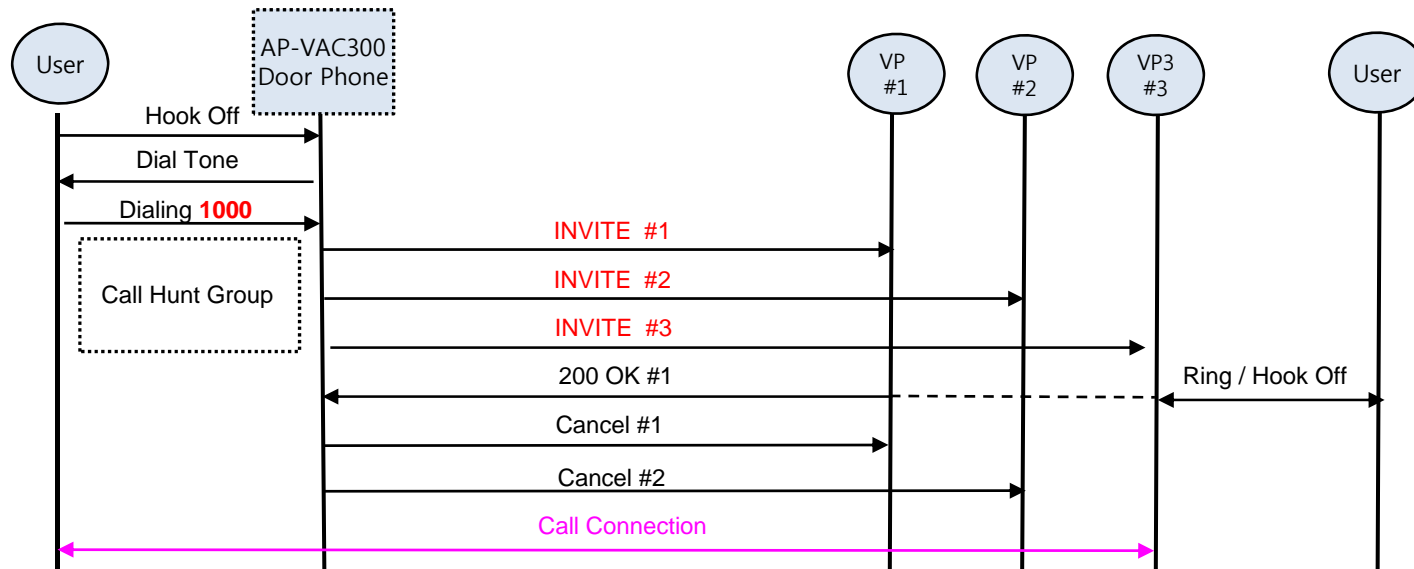 User
AP-VAC300
Door Phone
VP
#1
VP
#2
VP3
#3
User
Hook Off
Dial Tone
Dialing 1000
INVITE #1
Call Hunt Group
INVITE #2
INVITE #3
200 OK #1
Ring / Hook Off
Cancel #1
Cancel #2
Call Connection